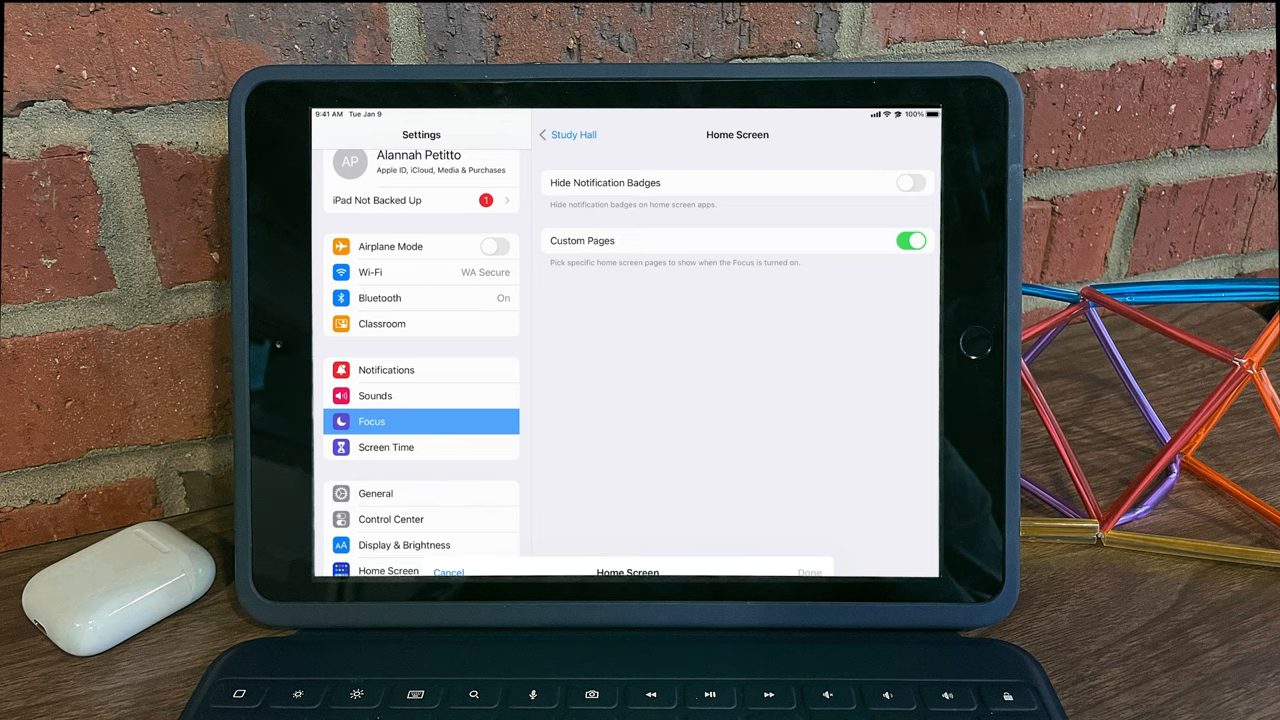 9:41 AM Tue Jan 9
100%
Settings
AP
Alannah Petitto
Apple ID, iCloud, Media & Purchases
iPad Not Backed Up 1
Airplane Mode
Wi-Fi WA Secure
Bluetooth On
Classroom
Notifications
Sounds
Focus
Screen Time
General
Control Center
AA Display & Brightness
Home Screen
Study Hall
Home Screen
Hide Notification Badges
Hide notification badges on home screen apps.
Custom Pages
Pick specific home screen pages to show when the Focus is turned on.
Cancel Home Screen Done